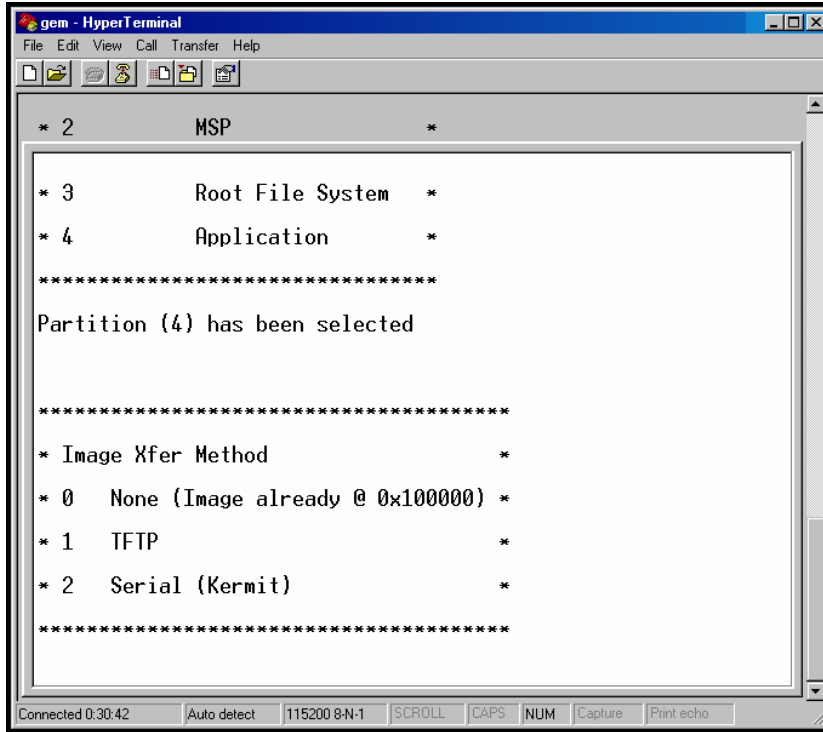 gem - HyperTerminal
File Edit View Call Transfer Help
* 2 MSP *
* 3 Root File System *
* 4 Application *
*********************************
Partition (4) has been selected
***************************************
* Image Xfer Method *
* 0 None (Image already @ 0x100000) *
* 1 TFTP *
* 2 Serial (Kermit) *
***************************************
Connected 0:30:42 Auto detect 115200 8-N-1 SCROLL CAPS NUM Capture Print echo